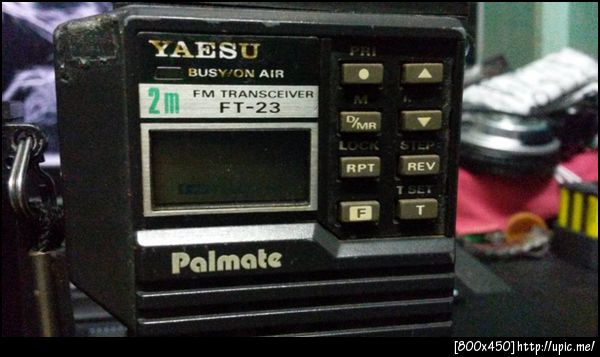 YAESU
BUSY/ON AIR
2m FM TRANSCEIVER
FT-23
PRI
M
D/MR
LOCK STEP
RPT REV
T SET
F T
Palmate
[800x450]http://upic.me/